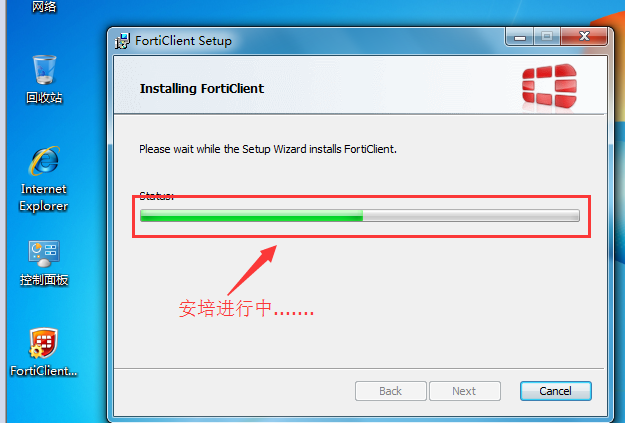 网络
FortiClient Setup
Installing FortiClient
回收站
Please wait while the Setup Wizard installs FortiClient.
Internet
Explorer
Status:
控制面板
安培进行中.......
FortiClient...
Back
Next
Cancel